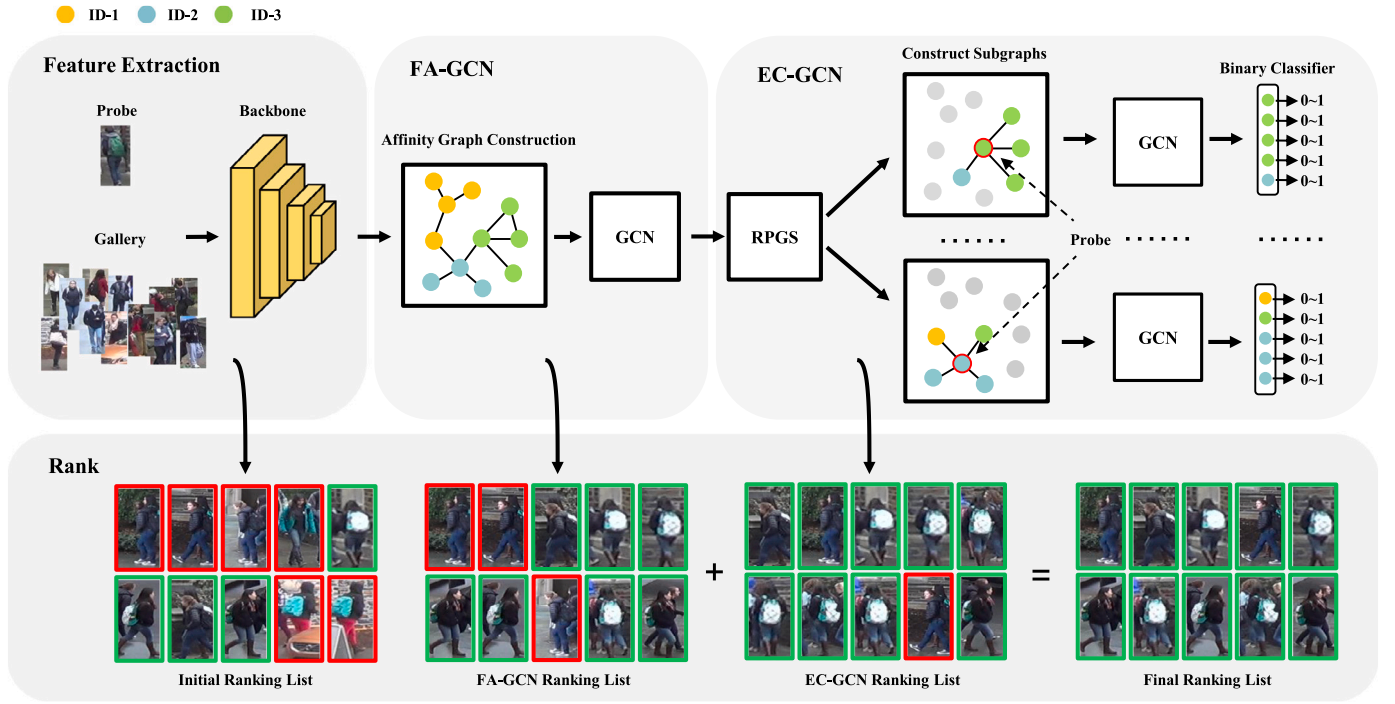 ID-1 ID-2 ID-3
Feature Extraction
Probe
Backbone
Gallery
FA-GCN
Affinity Graph Construction
GCN
EC-GCN
RPGS
Construct Subgraphs
Binary Classifier
GCN
0~1
0~1
0~1
0~1
0~1
...... Probe ...... ......
GCN
0~1
0~1
0~1
0~1
0~1
Rank
+ =
Initial Ranking List
FA-GCN Ranking List
EC-GCN Ranking List
Final Ranking List